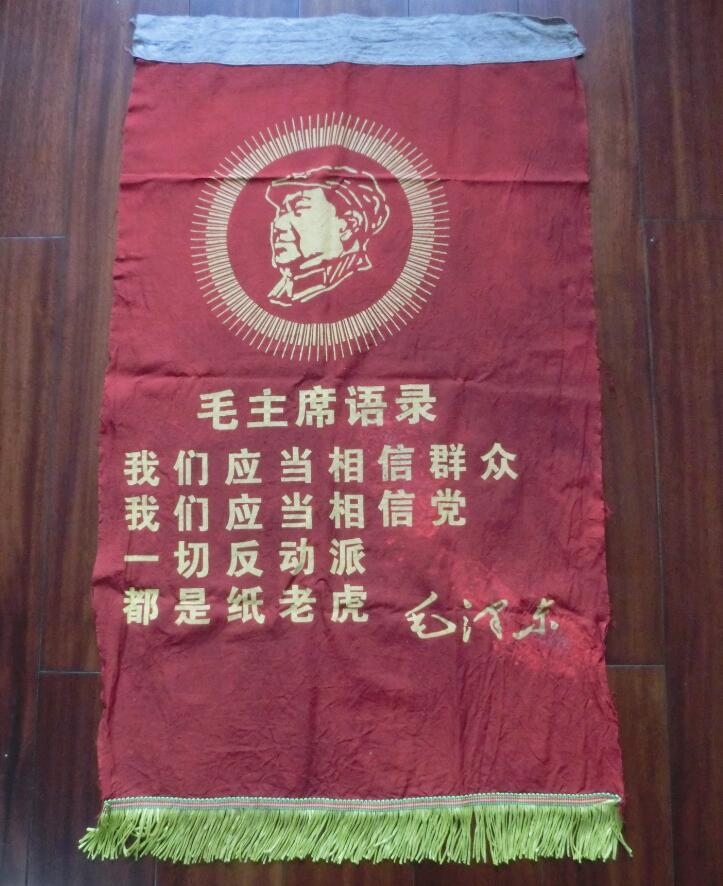 毛主席语录
我们应当相信群众
我们应当相信党
一切反动派
都是纸老虎
毛泽东